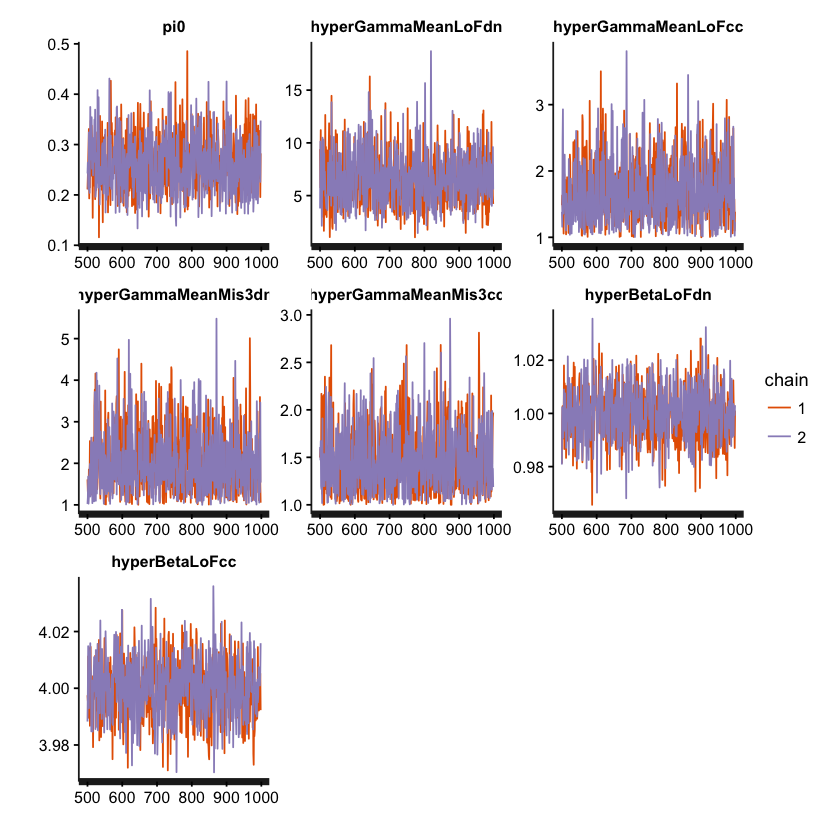 pi0
hyperGammaMeanLoFdn
hyperGammaMeanLoFcc
0.5
0.4
0.3
0.2
0.1
15
10
5
3
2
1
500 600 700 800 900 1000
500 600 700 800 900 1000
500 600 700 800 900 1000
hyperGammaMeanMis3dn
hyperGammaMeanMis3cc
hyperBetaLoFdn
5
4
3
2
1
3.0
2.5
2.0
1.5
1.0
1.02
1.00
0.98
500 600 700 800 900 1000
500 600 700 800 900 1000
500 600 700 800 900 1000
chain
1
2
hyperBetaLoFcc
4.02
4.00
3.98
500 600 700 800 900 1000